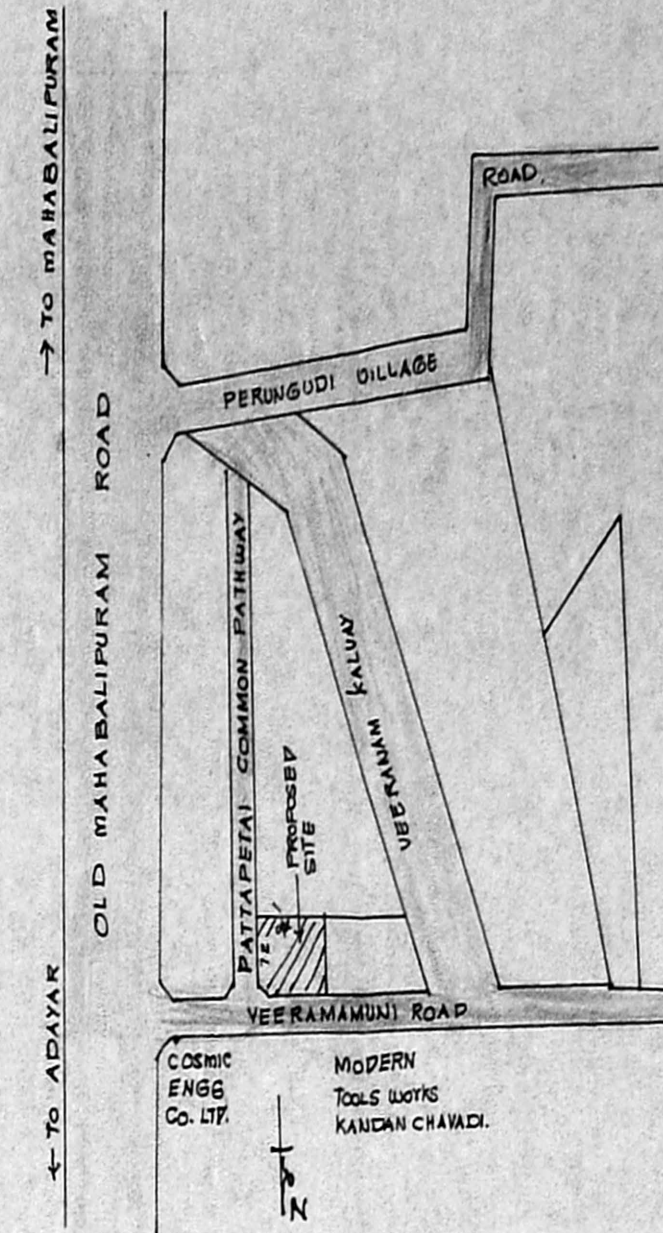 → TO MAHABALIPURAM
OLD MAHABALIPURAM ROAD
← TO ADAYAR
ROAD.
PERUNGUDI VILLAGE
PATTAPETAI COMMON PATHWAY
VEERANAM KALUAY
PROPOSED
SITE
VEERAMAMUNI ROAD
COSMIC
ENGG
CO. LTD.
MODERN
TOOLS WORKS
KANDAN CHAVADI.
N